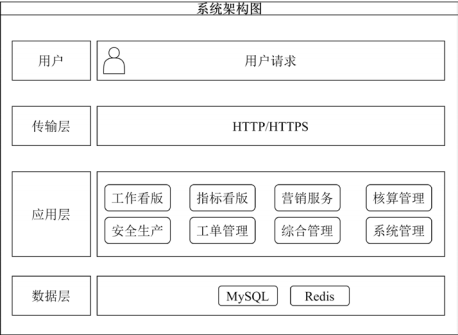 系统架构图
用户
用户请求
传输层
HTTP/HTTPS
应用层
工作看版 指标看版 营销服务 核算管理
安全生产 工单管理 综合管理 系统管理
数据层
MySQL Redis